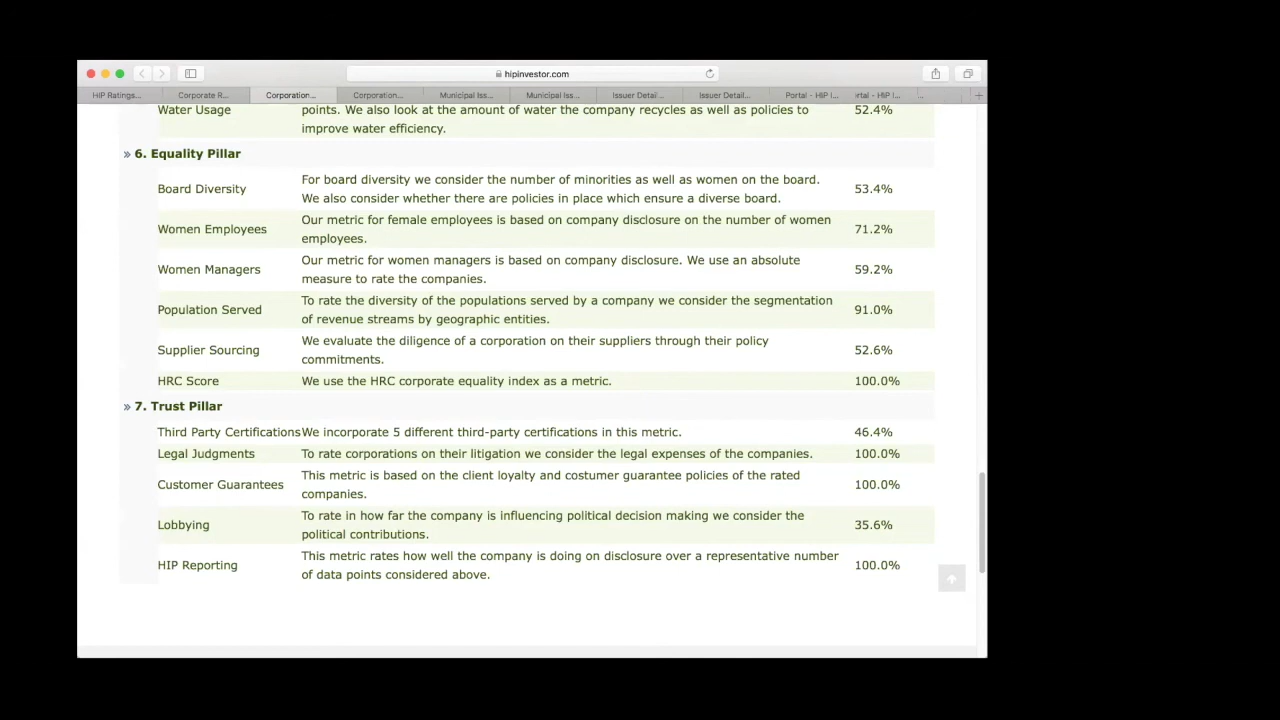 hipinvestor.com
HIP Ratings...
Corporate R...
Corporation...
Corporation...
Municipal Iss...
Municipal Iss...
Issuer Detail...
Issuer Detail...
Portal - HIP I...
rtal - HIP I...
...
Water Usage
points. We also look at the amount of water the company recycles as well as policies to
improve water efficiency.
52.4%
» 6. Equality Pillar
Board Diversity
For board diversity we consider the number of minorities as well as women on the board.
We also consider whether there are policies in place which ensure a diverse board.
53.4%
Women Employees
Our metric for female employees is based on company disclosure on the number of women
employees.
71.2%
Women Managers
Our metric for women managers is based on company disclosure. We use an absolute
measure to rate the companies.
59.2%
Population Served
To rate the diversity of the populations served by a company we consider the segmentation
of revenue streams by geographic entities.
91.0%
Supplier Sourcing
We evaluate the diligence of a corporation on their suppliers through their policy
commitments.
52.6%
HRC Score
We use the HRC corporate equality index as a metric.
100.0%
» 7. Trust Pillar
Third Party Certifications
We incorporate 5 different third-party certifications in this metric.
46.4%
Legal Judgments
To rate corporations on their litigation we consider the legal expenses of the companies.
100.0%
Customer Guarantees
This metric is based on the client loyalty and costumer guarantee policies of the rated
companies.
100.0%
Lobbying
To rate in how far the company is influencing political decision making we consider the
political contributions.
35.6%
HIP Reporting
This metric rates how well the company is doing on disclosure over a representative number
of data points considered above.
100.0%